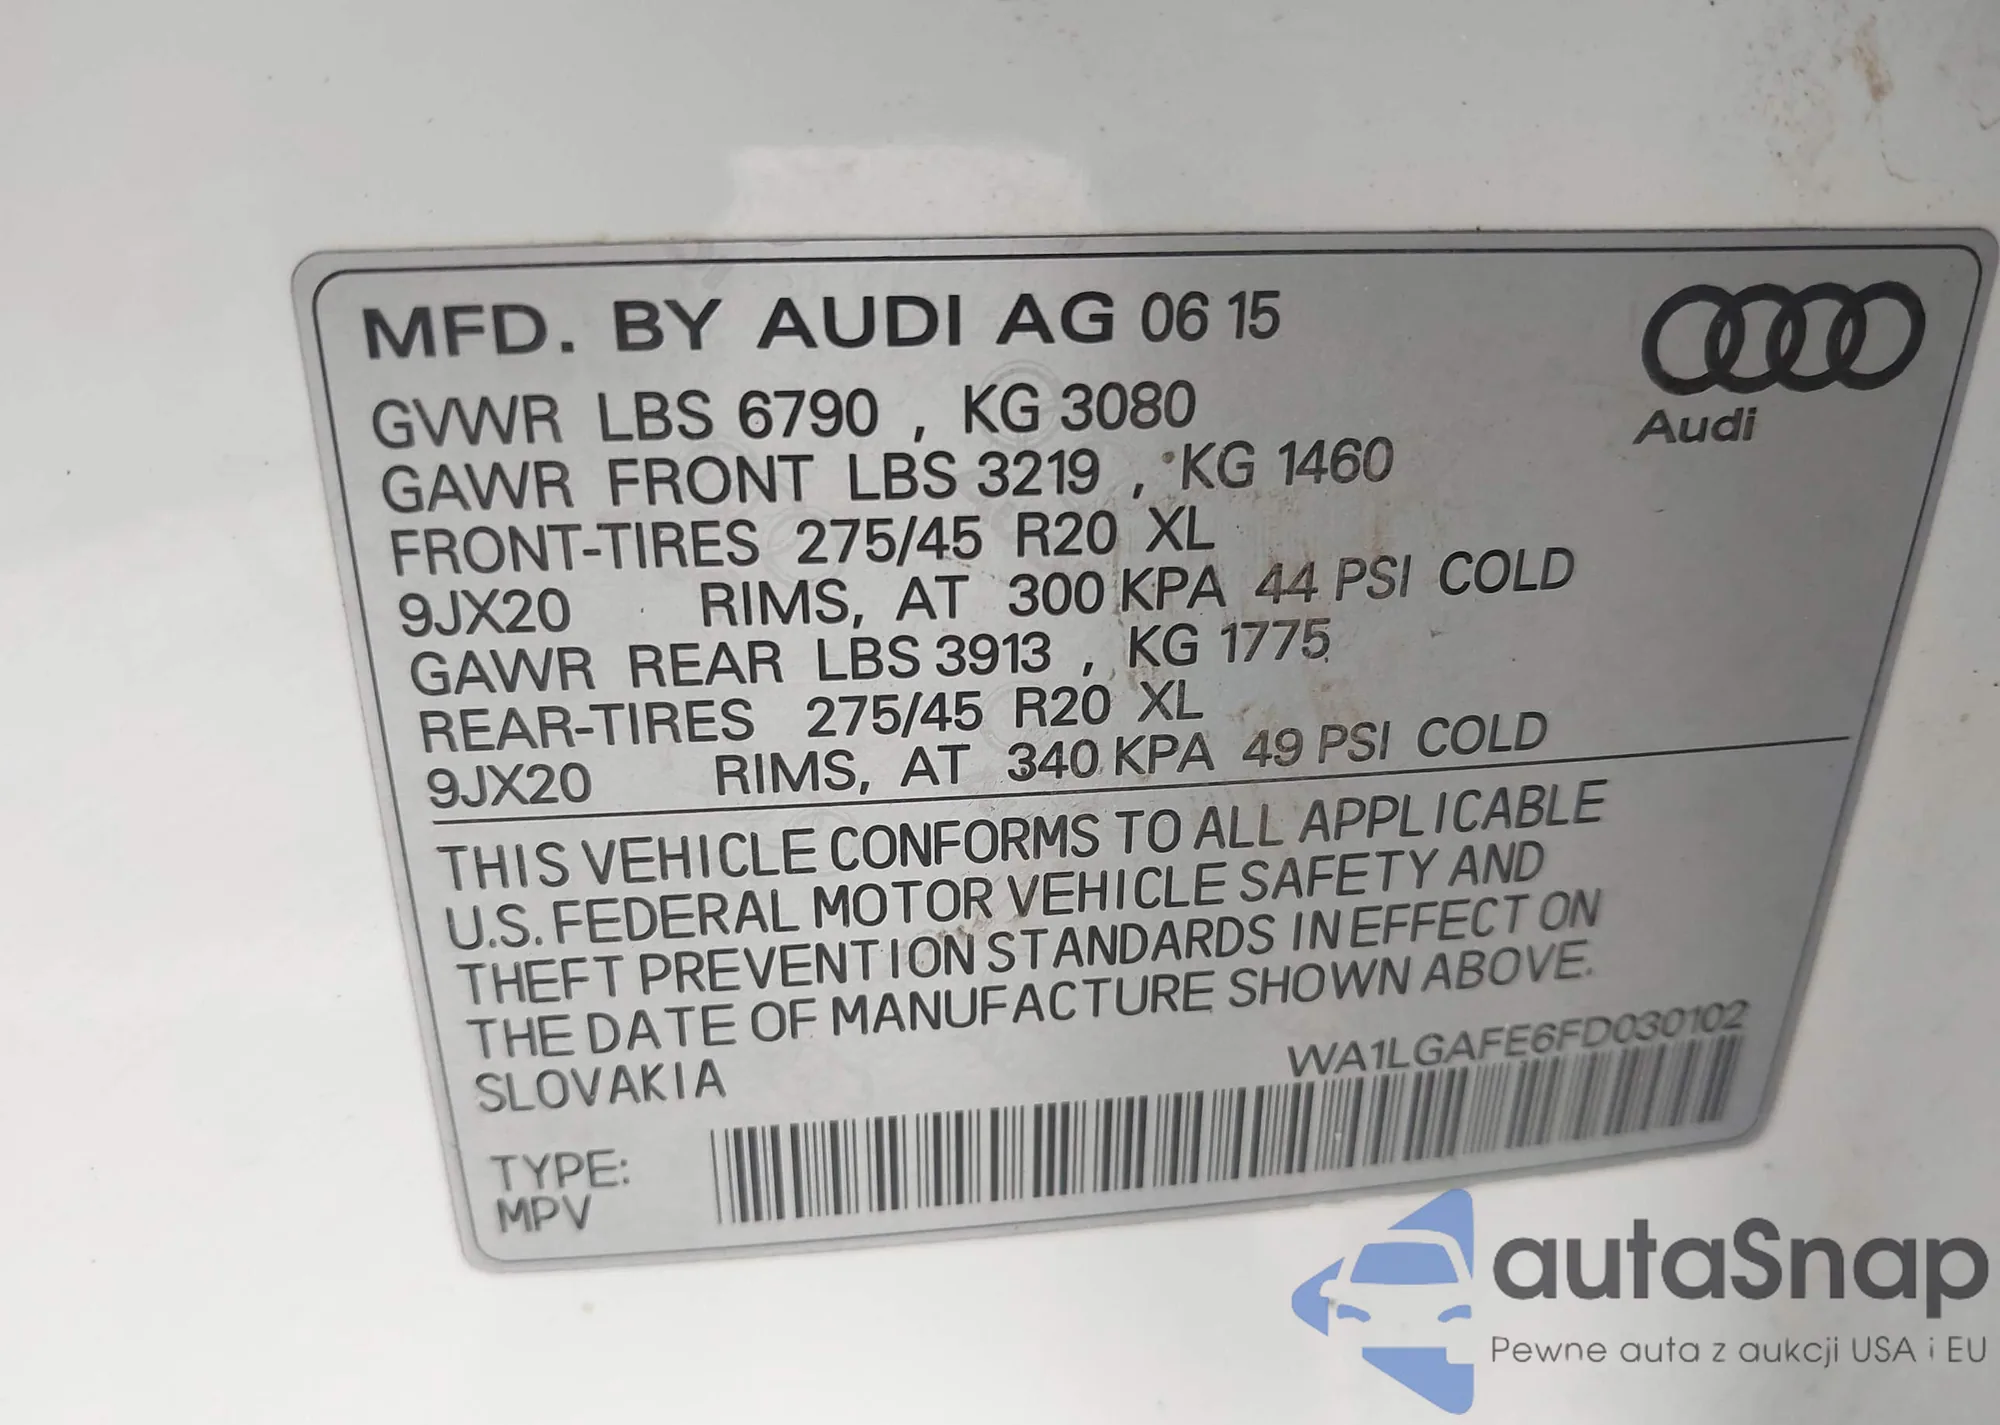 MFD. BY AUDI AG 06 15
GVWR LBS 6790 , KG 3080
GAWR FRONT LBS 3219 , KG 1460
FRONT-TIRES 275/45 R20 XL
9JX20 RIMS, AT 300 KPA 44 PSI COLD
GAWR REAR LBS 3913 , KG 1775
REAR-TIRES 275/45 R20 XL
9JX20 RIMS, AT 340 KPA 49 PSI COLD
Audi
THIS VEHICLE CONFORMS TO ALL APPLICABLE
U.S. FEDERAL MOTOR VEHICLE SAFETY AND
THEFT PREVENTION STANDARDS IN EFFECT ON
THE DATE OF MANUFACTURE SHOWN ABOVE.
SLOVAKIA
WA1LGAFE6FD030102
TYPE:
MPV
autaSnap
Pewne auta z aukcji USA i EU